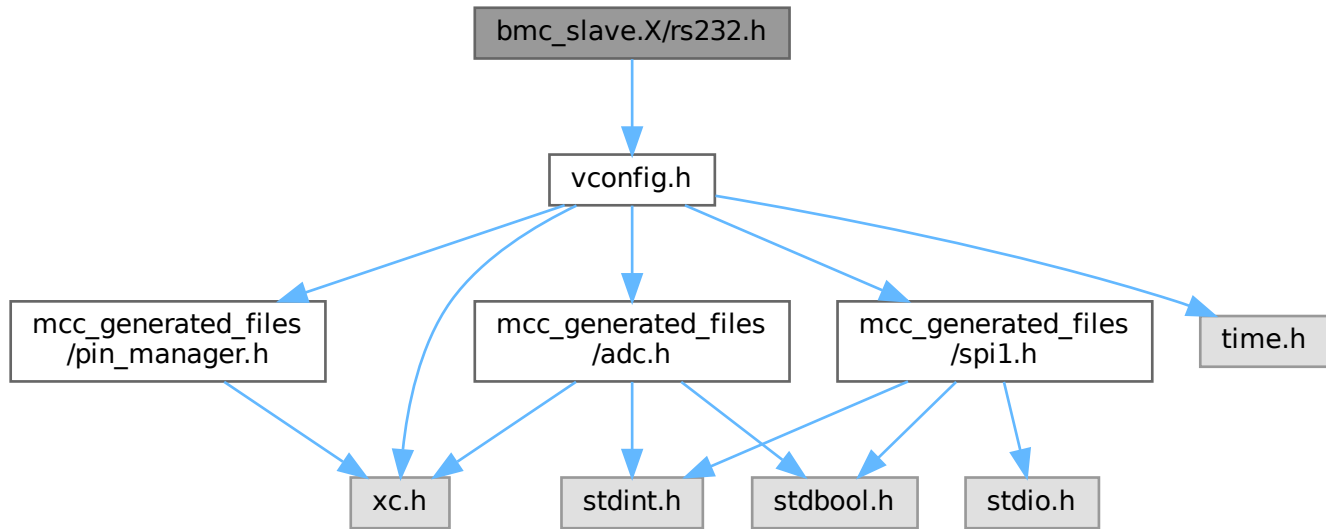 bmc_slave.X/rs232.h
vconfig.h
mcc_generated_files
/pin_manager.h
mcc_generated_files
/adc.h
mcc_generated_files
/spi1.h
time.h
xc.h
stdint.h
stdbool.h
stdio.h